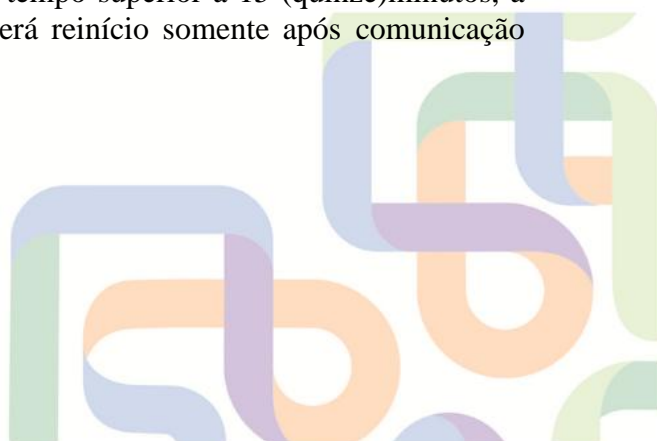 tempo superior a 15 (quinze)minutos, a
erá reinício somente após comunicação